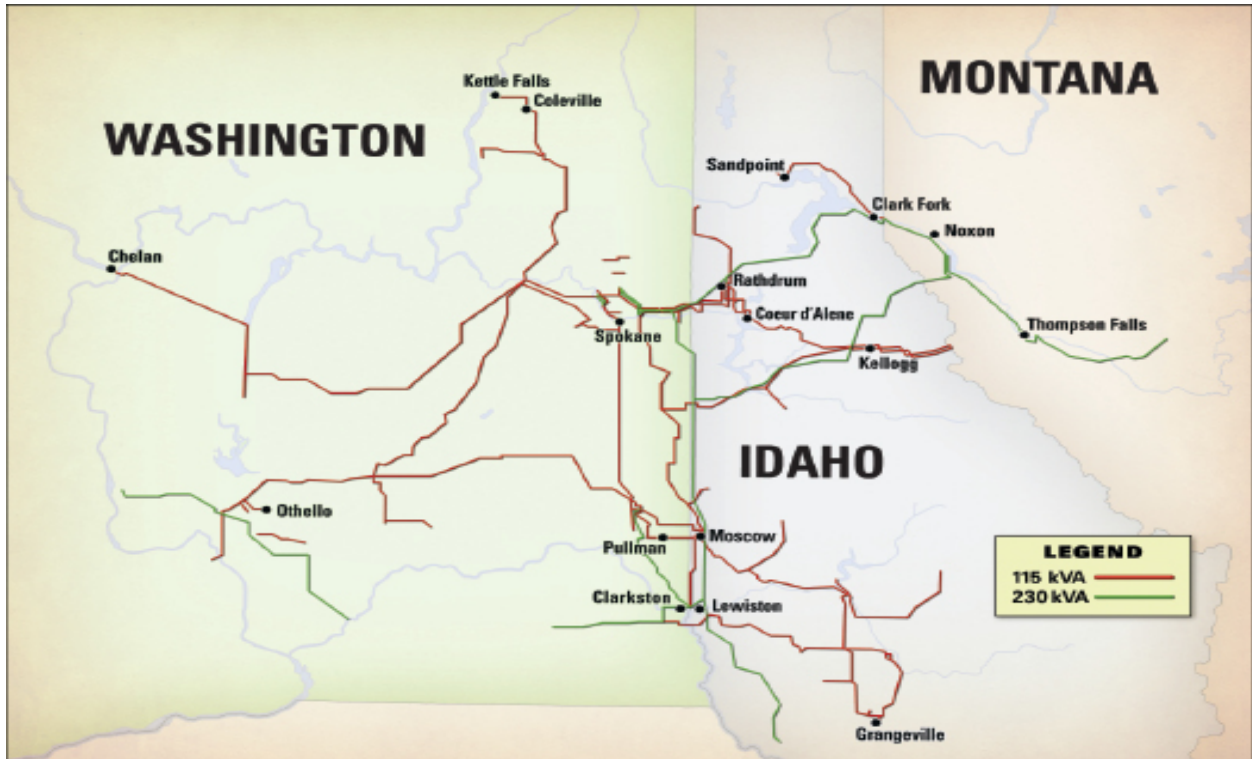 MONTANA
Kettle Falls
Coleville
WASHINGTON
Sandpoint
Clark Fork
Noxon
Chelan
Rathdrum
Coeur d'Alene
Thompson Falls
Spokane
Kellogg
IDAHO
Othello
Moscow
Pullman
LEGEND
115 kVA
230 kVA
Clarkston
Lewiston
Grangeville